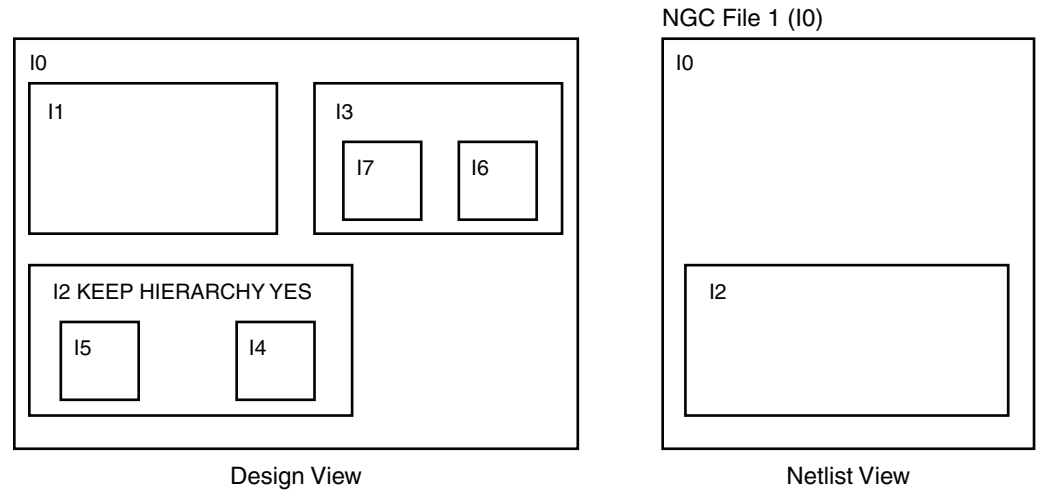 NGC File 1 (I0)
I0
I1
I3
I7
I6
I2 KEEP HIERARCHY YES
I5
I4
Design View
I0
I2
Netlist View